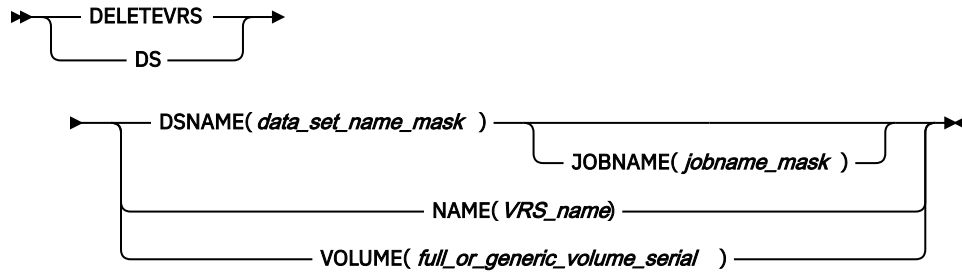 DELETEVRS
DS
DSNAME( data_set_name_mask )
JOBNAME( jobname_mask )
NAME( VRS_name)
VOLUME( full_or_generic_volume_serial )